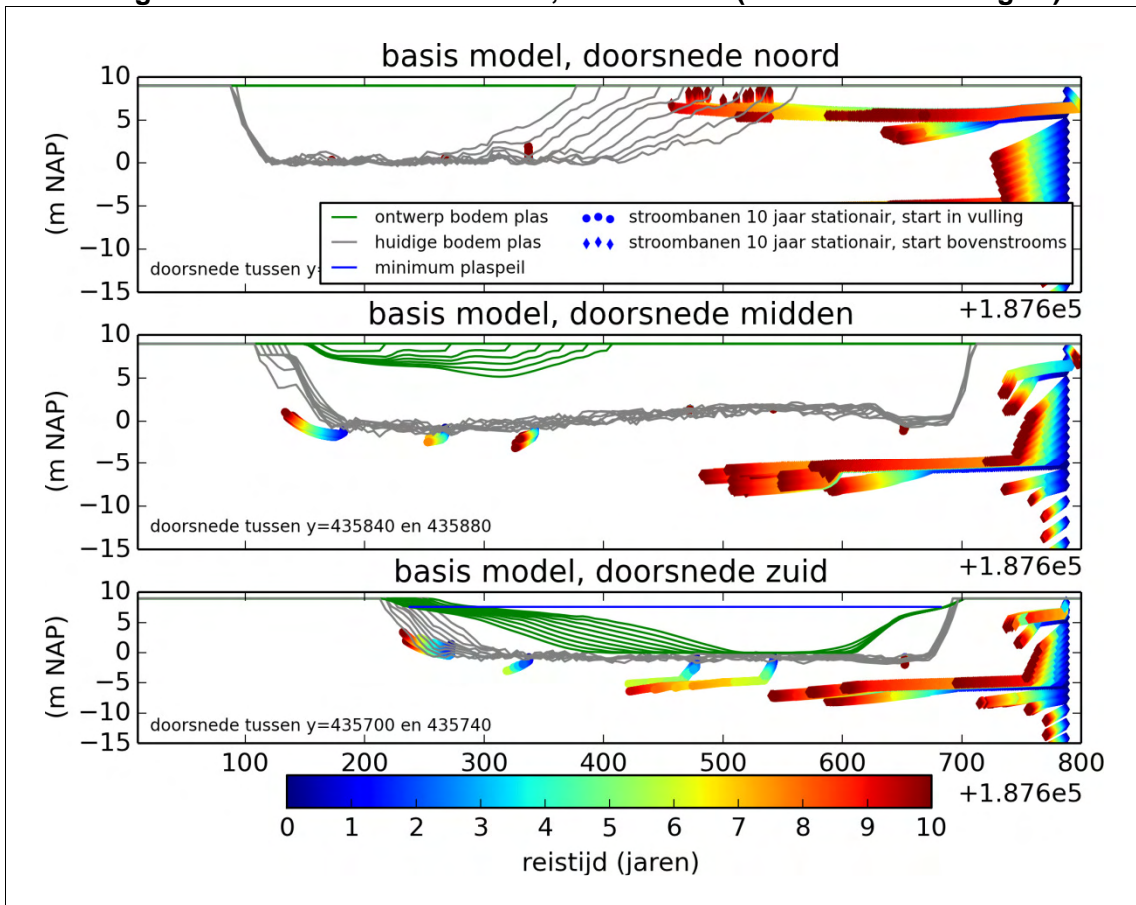 basis model, doorsnede noord
10
5
0
−5
−10
−15
(m NAP)
ontwerp bodem plas
huidige bodem plas
minimum plaspeil
stroombanen 10 jaar stationair, start in vulling
stroombanen 10 jaar stationair, start bovenstrooms
doorsnede tussen y=
+1.876e5
basis model, doorsnede midden
10
5
0
−5
−10
−15
(m NAP)
doorsnede tussen y=435840 en 435880
+1.876e5
basis model, doorsnede zuid
10
5
0
−5
−10
−15
(m NAP)
doorsnede tussen y=435700 en 435740
100 200 300 400 500 600 700 800
+1.876e5
0 1 2 3 4 5 6 7 8 9 10
reistijd (jaren)